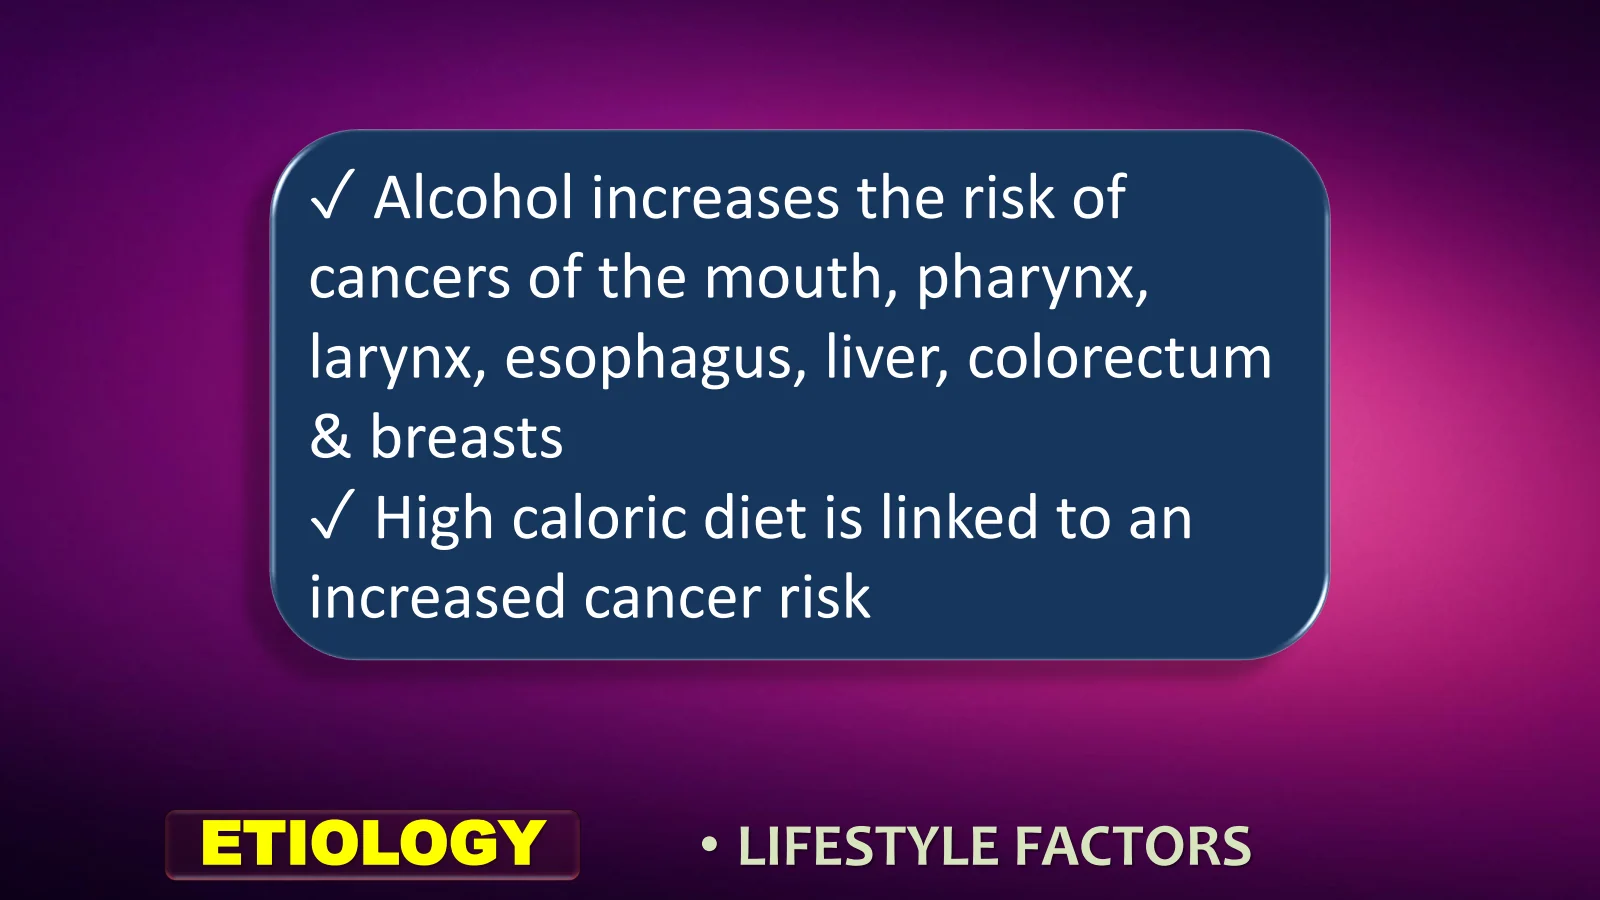 ✓ Alcohol increases the risk of
cancers of the mouth, pharynx,
larynx, esophagus, liver, colorectum
& breasts
✓ High caloric diet is linked to an
increased cancer risk
ETIOLOGY
• LIFESTYLE FACTORS